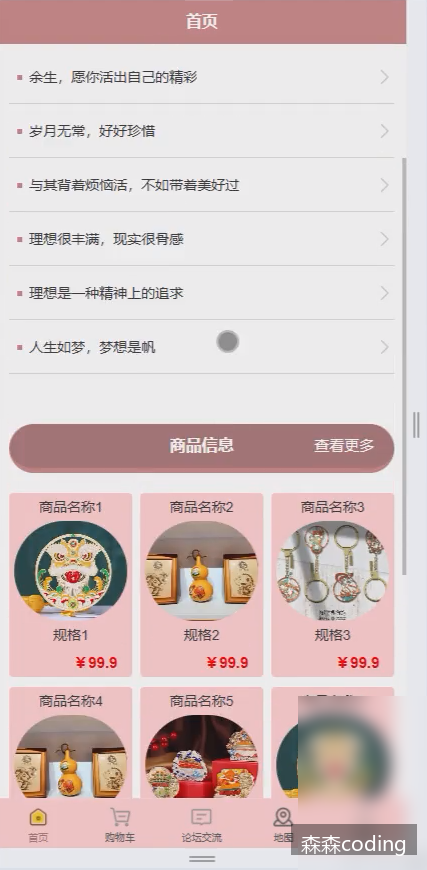 首页
余生，愿你活出自己的精彩
岁月无常，好好珍惜
与其背着烦恼活，不如带着美好过
理想很丰满，现实很骨感
理想是一种精神上的追求
人生如梦，梦想是帆
商品信息
查看更多
商品名称1
商品名称2
商品名称3
规格1
规格2
规格3
￥99.9
￥99.9
￥99.9
商品名称4
商品名称5
首页
购物车
论坛交流
地图
森森coding